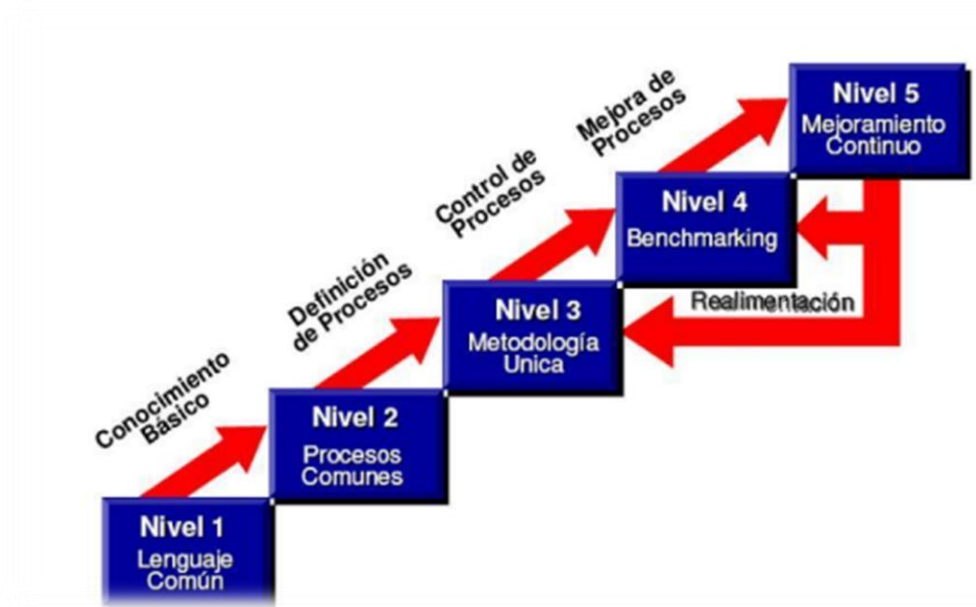 Mejora de
Procesos
Nivel 5
Mejoramiento
Continuo
Control de
Procesos
Nivel 4
Benchmarking
Definición
de Procesos
Nivel 3
Metodología
Unica
Realimentación
Conocimiento
Básico
Nivel 2
Procesos
Comunes
Nivel 1
Lenguaje
Común